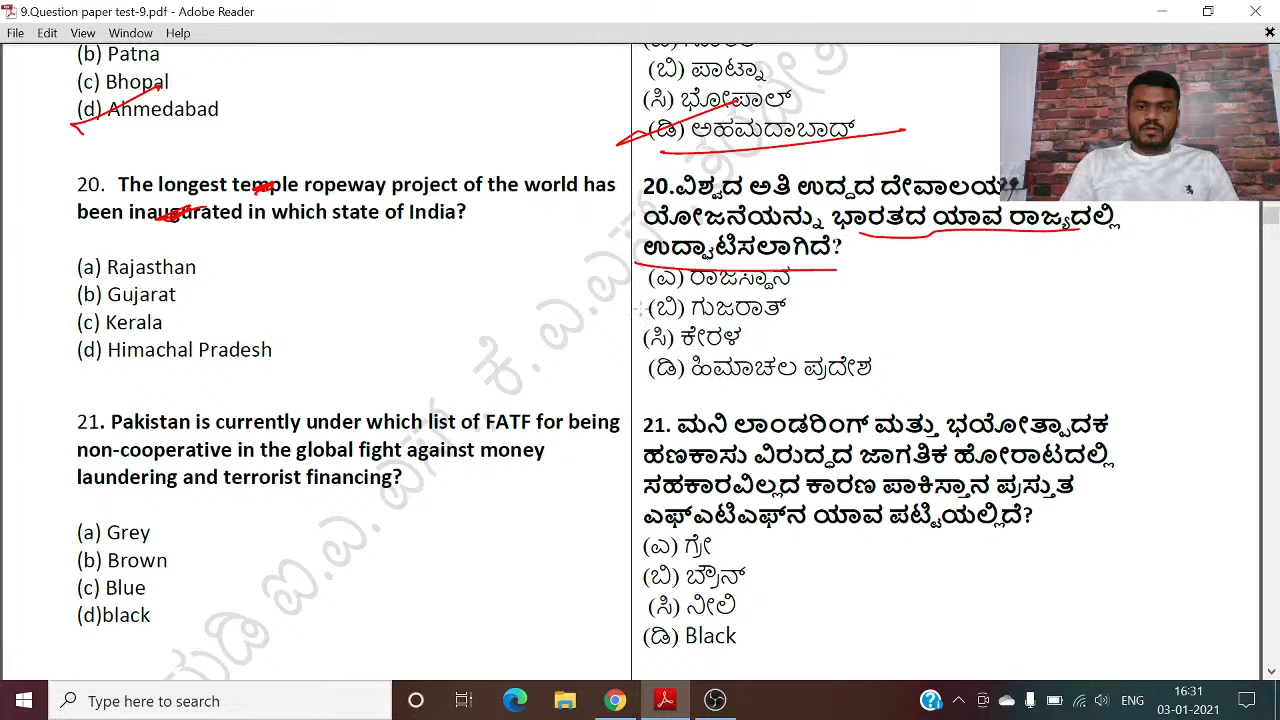 9.Question paper test-9.pdf - Adobe Reader
File Edit View Window Help
(b) Patna
(c) Bhopal
(d) Ahmedabad
20. The longest temple ropeway project of the world has
been inaugurated in which state of India?
(a) Rajasthan
(b) Gujarat
(c) Kerala
(d) Himachal Pradesh
21. Pakistan is currently under which list of FATF for being
non-cooperative in the global fight against money
laundering and terrorist financing?
(a) Grey
(b) Brown
(c) Blue
(d)black
(ಬಿ) ಪಾಟ್ನಾ
(ಸಿ) ಭೋಪಾಲ್
(ಡಿ) ಅಹಮದಾಬಾದ್
20.ವಿಶ್ವದ ಅತಿ ಉದ್ದದ ದೇವಾಲಯ
ಯೋಜನೆಯನ್ನು ಭಾರತದ ಯಾವ ರಾಜ್ಯದಲ್ಲಿ
ಉದ್ಘಾಟಿಸಲಾಗಿದೆ?
(ಎ) ರಾಜಸ್ಥಾನ
(ಬಿ) ಗುಜರಾತ್
(ಸಿ) ಕೇರಳ
(ಡಿ) ಹಿಮಾಚಲ ಪ್ರದೇಶ
21. ಮನಿ ಲಾಂಡರಿಂಗ್ ಮತ್ತು ಭಯೋತ್ಪಾದಕ
ಹಣಕಾಸು ವಿರುದ್ಧದ ಜಾಗತಿಕ ಹೋರಾಟದಲ್ಲಿ
ಸಹಕಾರವಿಲ್ಲದ ಕಾರಣ ಪಾಕಿಸ್ತಾನ ಪ್ರಸ್ತುತ
ಎಫ್ಎಟಿಎಫ್‌ನ ಯಾವ ಪಟ್ಟಿಯಲ್ಲಿದೆ?
(ಎ) ಗ್ರೇ
(ಬಿ) ಬ್ರೌನ್
(ಸಿ) ನೀಲಿ
(ಡಿ) Black
Type here to search
ENG
16:31
03-01-2021